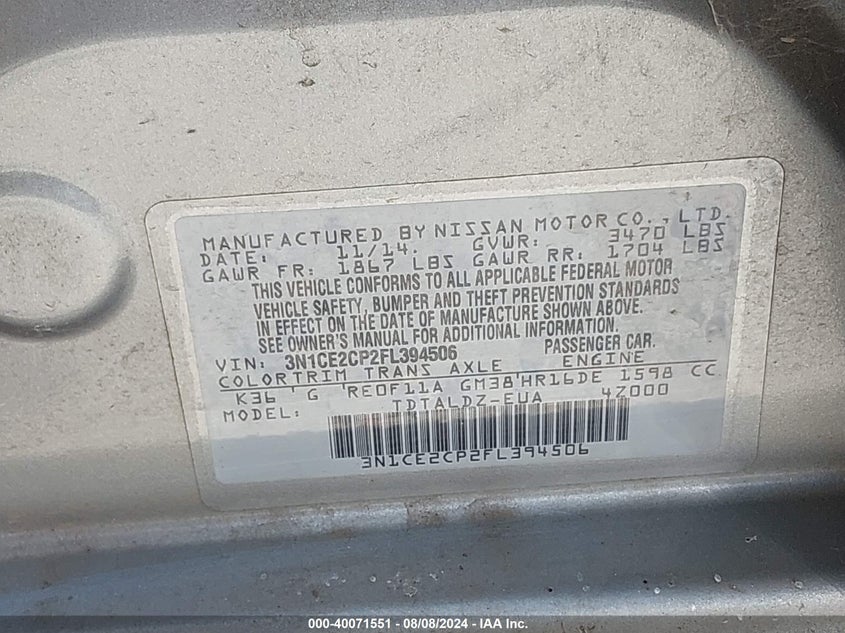 MANUFACTURED BY NISSAN MOTOR CO., LTD.
DATE: 11/14. GVWR: 3470 LBS
GAWR FR: 1867 LBS GAWR RR: 1704 LBS
THIS VEHICLE CONFORMS TO ALL APPLICABLE FEDERAL MOTOR
VEHICLE SAFETY, BUMPER AND THEFT PREVENTION STANDARDS
IN EFFECT ON THE DATE OF MANUFACTURE SHOWN ABOVE.
SEE OWNER'S MANUAL FOR ADDITIONAL INFORMATION.
VIN: 3N1CE2CP2FL394506 PASSENGER CAR.
COLORTRIM TRANS AXLE ENGINE
K36 G RE0F11A GM38 HR16DE 1598 CC
MODEL: TDTALDZ-EUA 4Z000
3N1CE2CP2FL394506
000-40071551 - 08/08/2024 - IAA Inc.